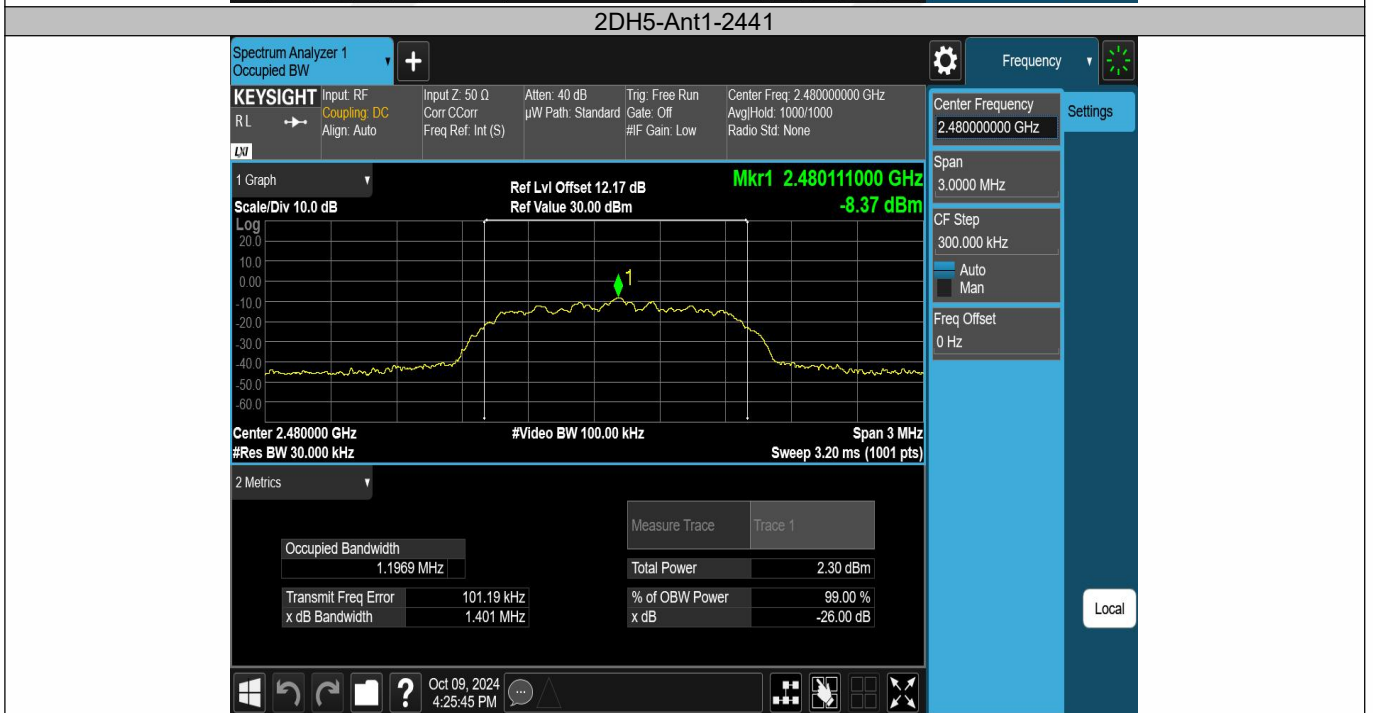 2DH5-Ant1-2441
Spectrum Analyzer 1
Occupied BW
Frequency
KEYSIGHT
RL
LXI
Input: RF
Coupling: DC
Align: Auto
Input Z: 50 Ω
Corr CCorr
Freq Ref: Int (S)
Atten: 40 dB
µW Path: Standard
Trig: Free Run
Gate: Off
#IF Gain: Low
Center Freq: 2.480000000 GHz
Avg|Hold: 1000/1000
Radio Std: None
Center Frequency
2.480000000 GHz
Settings
Span
3.0000 MHz
CF Step
300.000 kHz
Auto
Man
Freq Offset
0 Hz
Local
1 Graph
Scale/Div 10.0 dB
Ref Lvl Offset 12.17 dB
Ref Value 30.00 dBm
Mkr1 2.480111000 GHz
-8.37 dBm
Log
20.0
10.0
0.00
-10.0
-20.0
-30.0
-40.0
-50.0
-60.0
1
Center 2.480000 GHz
#Video BW 100.00 kHz
Span 3 MHz
#Res BW 30.000 kHz
Sweep 3.20 ms (1001 pts)
2 Metrics
Measure Trace Trace 1
Occupied Bandwidth
1.1969 MHz
Total Power 2.30 dBm
Transmit Freq Error 101.19 kHz
% of OBW Power 99.00 %
x dB Bandwidth 1.401 MHz
x dB -26.00 dB
?
Oct 09, 2024
4:25:45 PM